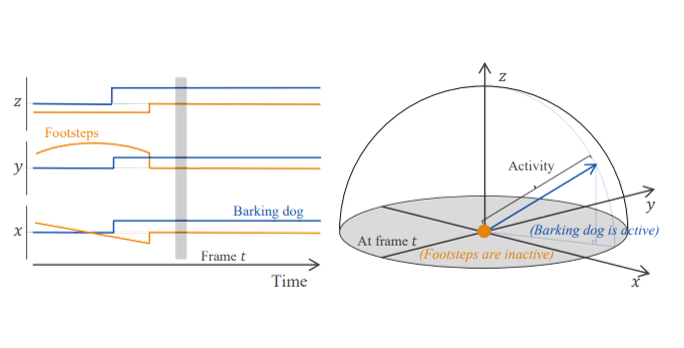 z
Footsteps
y
Barking dog
x
Frame t
Time
z
Activity
y
(Barking dog is active)
At frame t
(Footsteps are inactive)
x